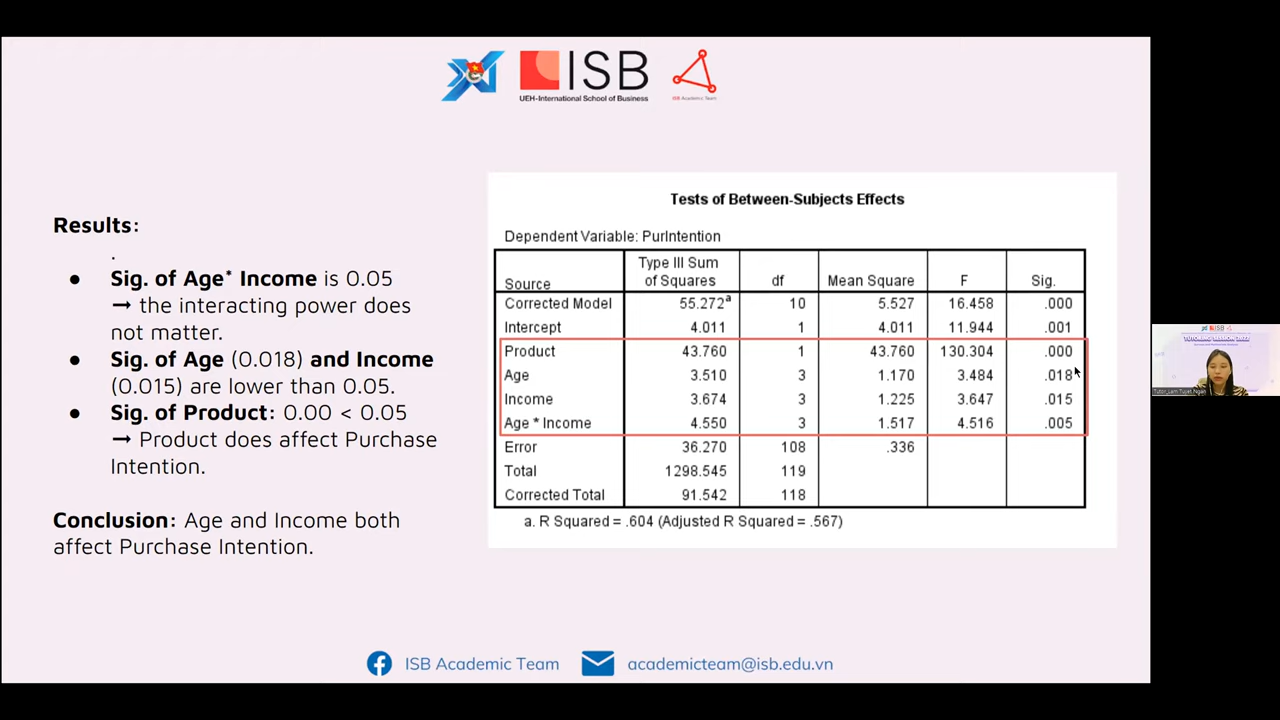 ISB
UEH-International School of Business
ISB Academic Team
Results:
.
● Sig. of Age* Income is 0.05
→ the interacting power does
not matter.
● Sig. of Age (0.018) and Income
(0.015) are lower than 0.05.
● Sig. of Product: 0.00 < 0.05
→ Product does affect Purchase
Intention.
Conclusion: Age and Income both
affect Purchase Intention.
Tests of Between-Subjects Effects
Dependent Variable: PurIntention
Source Type III Sum of Squares df Mean Square F Sig.
Corrected Model 55.272a 10 5.527 16.458 .000
Intercept 4.011 1 4.011 11.944 .001
Product 43.760 1 43.760 130.304 .000
Age 3.510 3 1.170 3.484 .018
Income 3.674 3 1.225 3.647 .015
Age * Income 4.550 3 1.517 4.516 .005
Error 36.270 108 .336
Total 1298.545 119
Corrected Total 91.542 118
a. R Squared = .604 (Adjusted R Squared = .567)
ISB Academic Team academicteam@isb.edu.vn
Tutor_Lam Tuyet Ngan